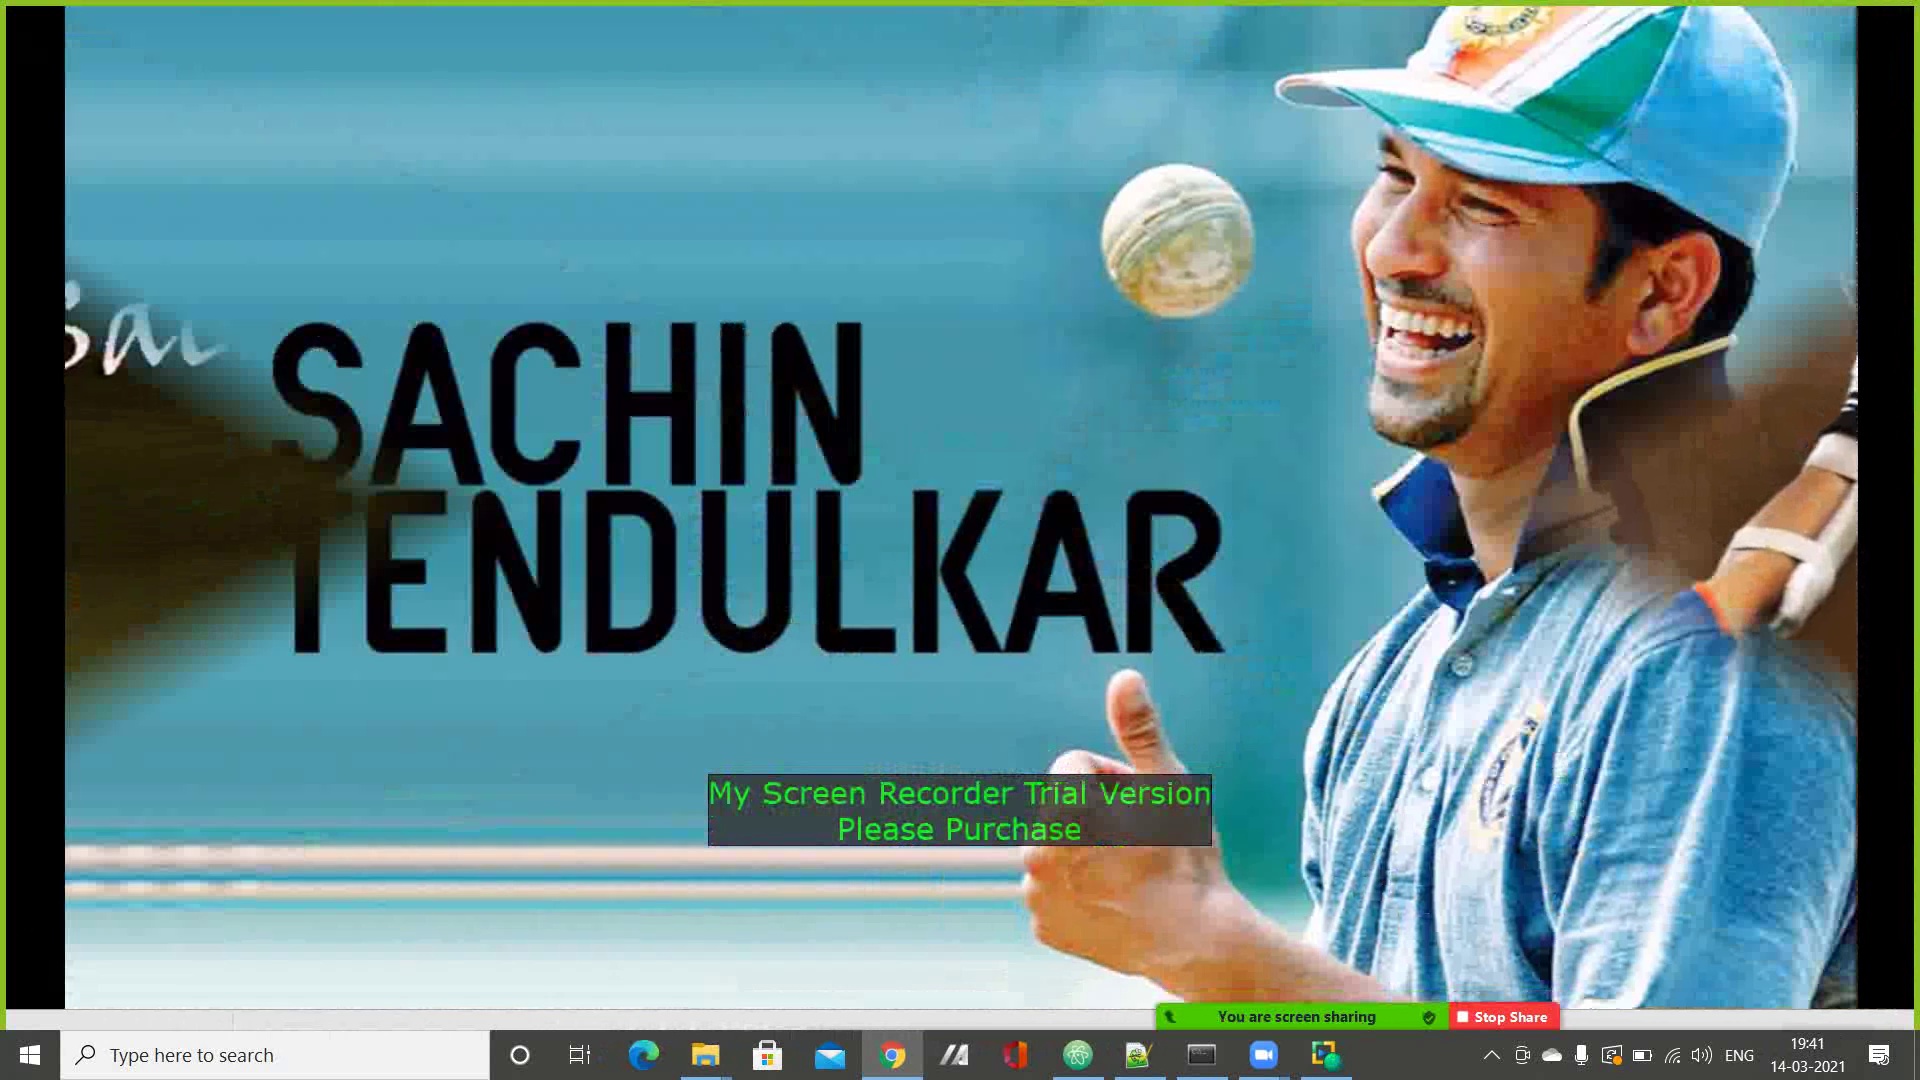 Sac
SACHIN
TENDULKAR
My Screen Recorder Trial Version
Please Purchase
You are screen sharing
Stop Share
Type here to search
ENG
19:41
14-03-2021